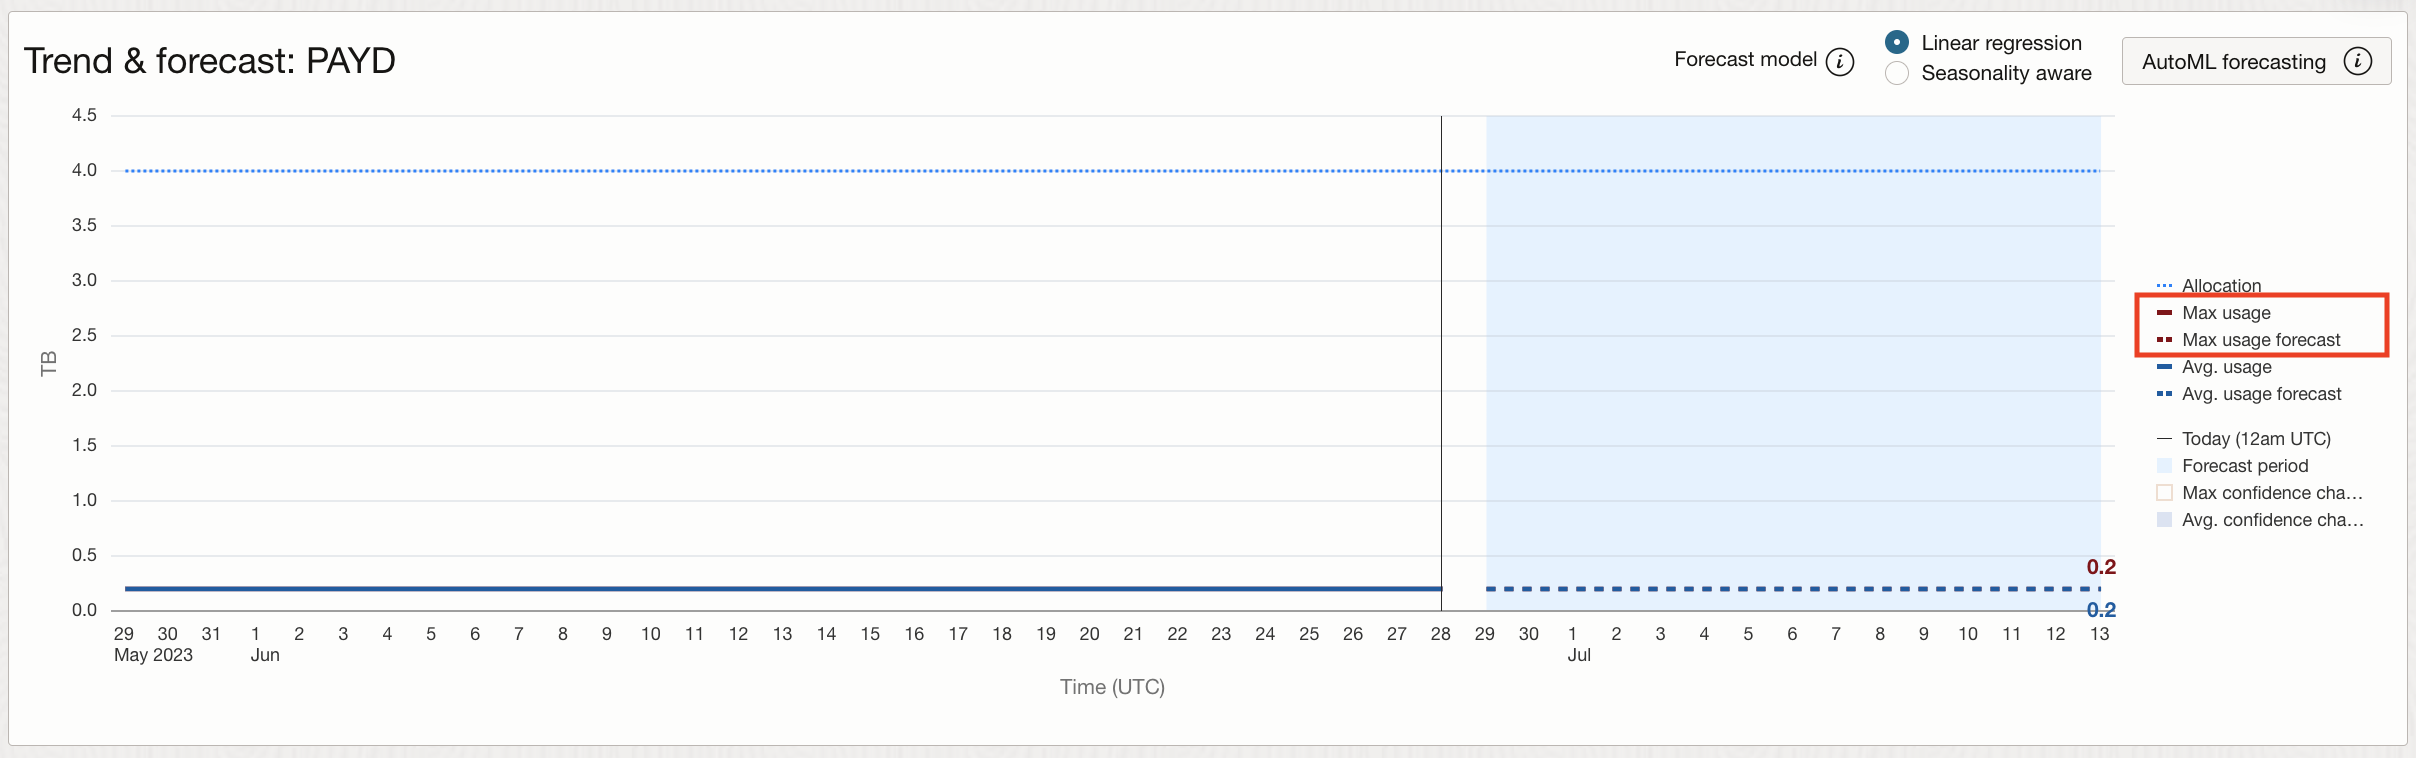 Trend & forecast: PAYD
Forecast model i
Linear regression
Seasonality aware
AutoML forecasting i
4.5
4.0
3.5
3.0
2.5
2.0
1.5
1.0
0.5
0.0
TB
0.2
0.2
29 30 31 1 2 3 4 5 6 7 8 9 10 11 12 13 14 15 16 17 18 19 20 21 22 23 24 25 26 27 28 29 30 1 2 3 4 5 6 7 8 9 10 11 12 13
May 2023 Jun Jul
Time (UTC)
Allocation
Max usage
Max usage forecast
Avg. usage
Avg. usage forecast
Today (12am UTC)
Forecast period
Max confidence cha...
Avg. confidence cha...